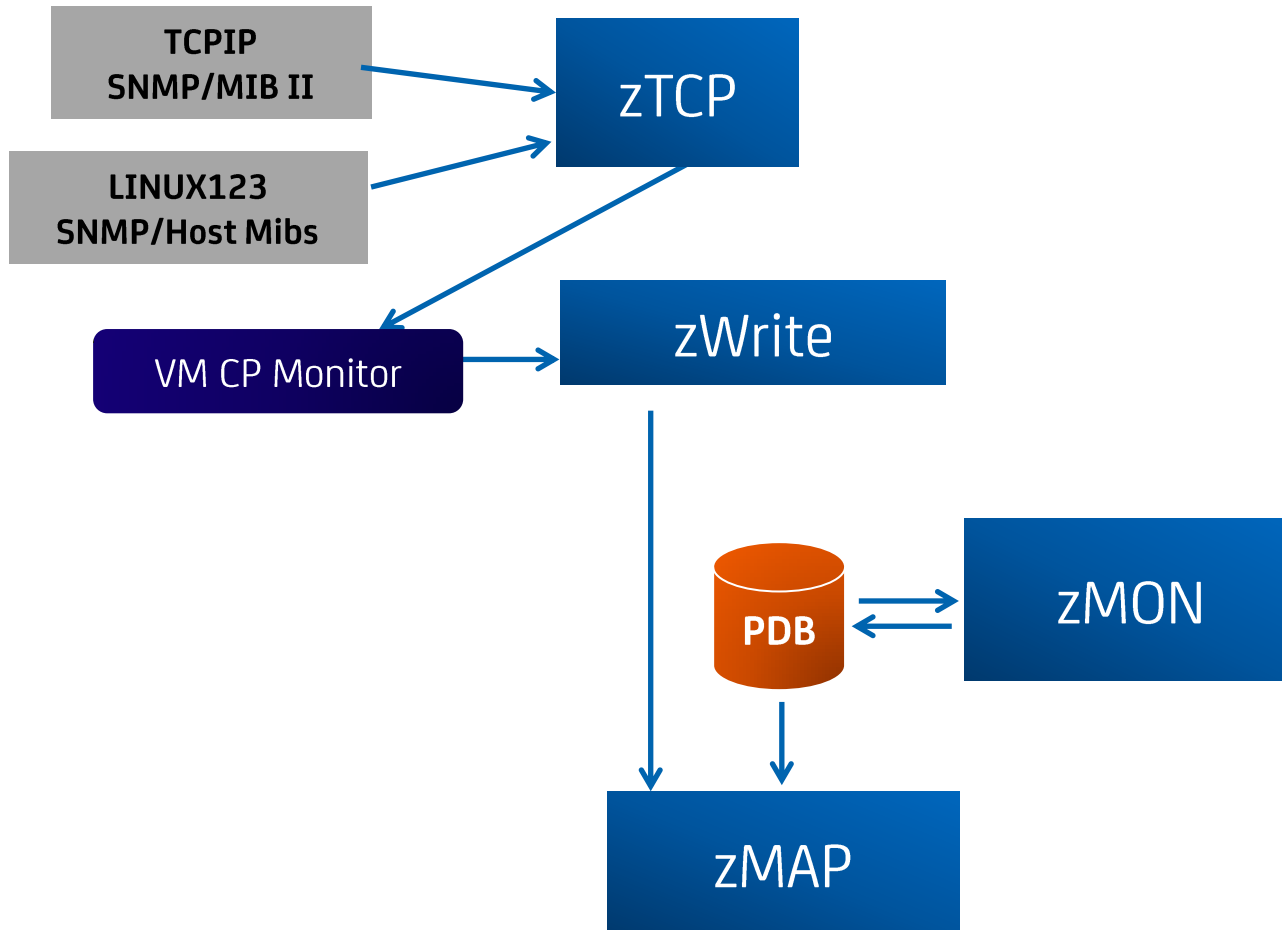 TCPIP
SNMP/MIB II
zTCP
LINUX123
SNMP/Host Mibs
zWrite
VM CP Monitor
PDB
zMON
zMAP